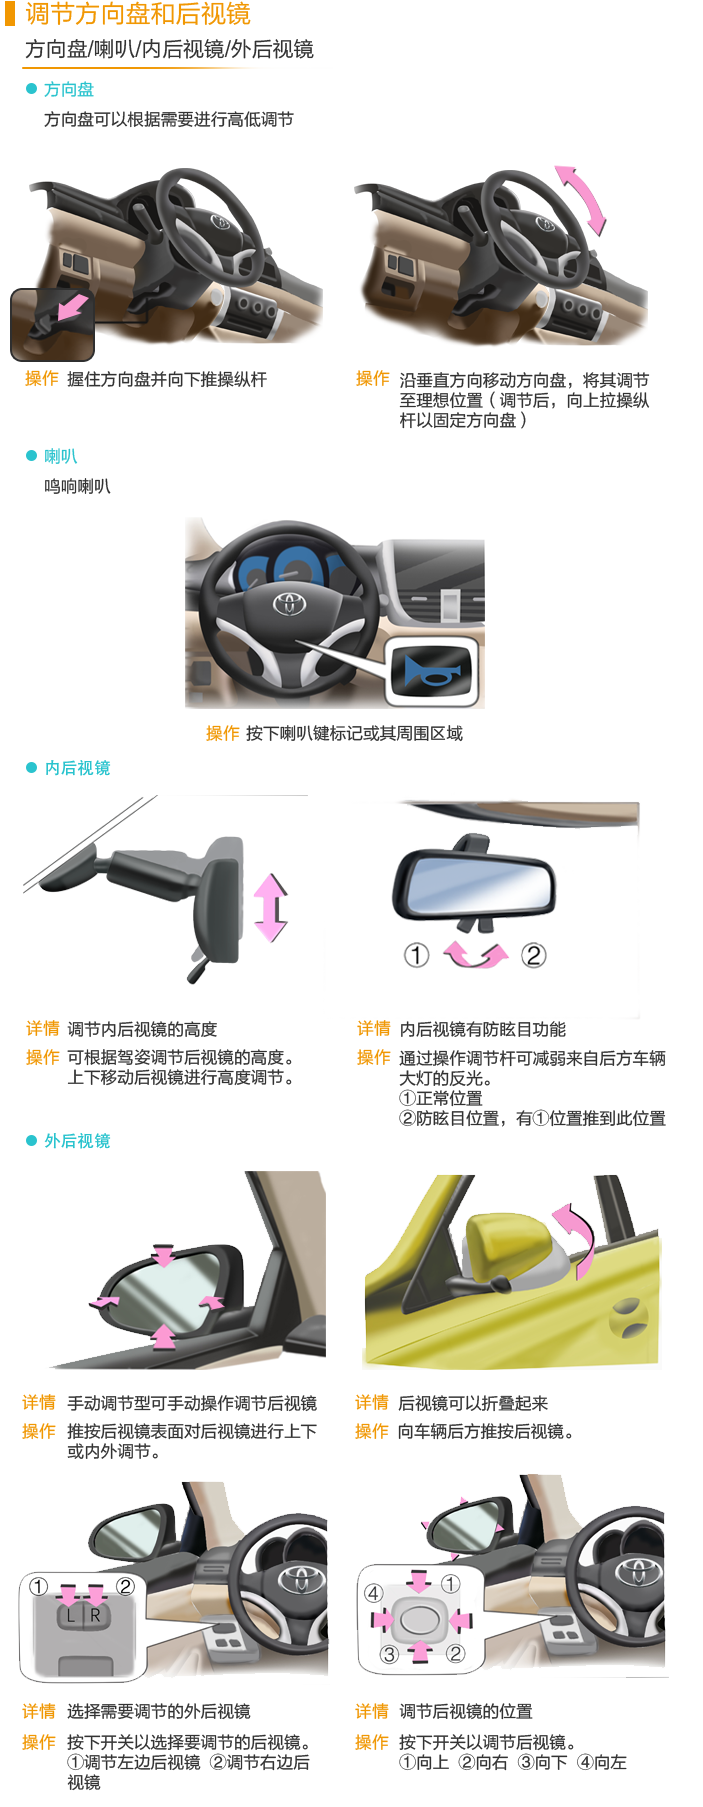 调节方向盘和后视镜
方向盘/喇叭/内后视镜/外后视镜
方向盘
方向盘可以根据需要进行高低调节
操作 握住方向盘并向下推操纵杆
操作 沿垂直方向移动方向盘，将其调节
至理想位置（调节后，向上拉操纵
杆以固定方向盘）
喇叭
鸣响喇叭
操作 按下喇叭键标记或其周围区域
内后视镜
① ②
详情 调节内后视镜的高度
操作 可根据驾姿调节后视镜的高度。
上下移动后视镜进行高度调节。
详情 内后视镜有防眩目功能
操作 通过操作调节杆可减弱来自后方车辆
大灯的反光。
①正常位置
②防眩目位置，有①位置推到此位置
外后视镜
详情 手动调节型可手动操作调节后视镜
操作 推按后视镜表面对后视镜进行上下
或内外调节。
详情 后视镜可以折叠起来
操作 向车辆后方推按后视镜。
① ②
L R
④ ①
③ ②
详情 选择需要调节的外后视镜
操作 按下开关以选择要调节的后视镜。
①调节左边后视镜 ②调节右边后
视镜
详情 调节后视镜的位置
操作 按下开关以调节后视镜。
①向上 ②向右 ③向下 ④向左